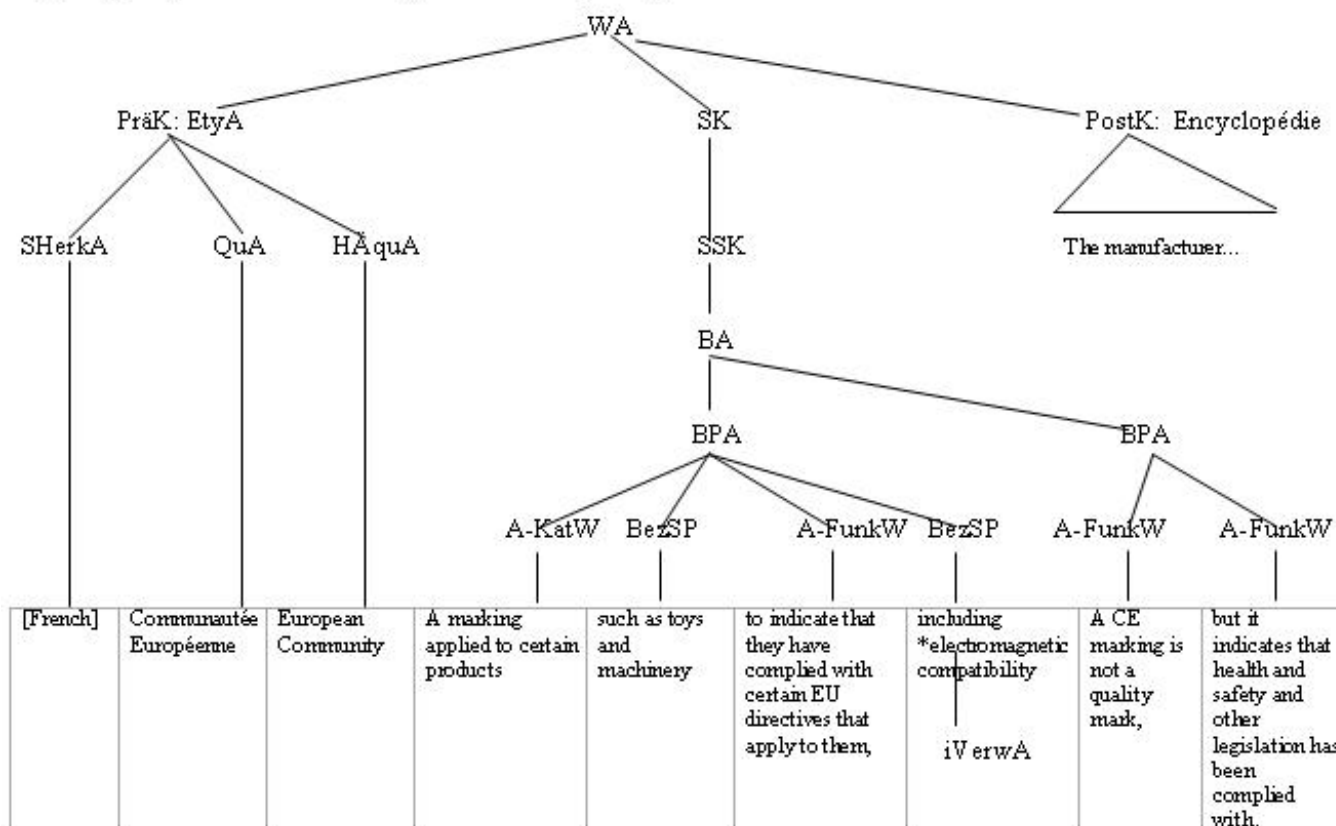 WA
PräK: EtyA
SK
PostK: Encyclopédie
SHerkA
QuA
HÄquA
SSK
The manufacturer...
BA
BPA
BPA
A-KatW
BezSP
A-FunkW
BezSP
A-FunkW
A-FunkW
[French]
Communautée
Européenne
European
Community
A marking
applied to certain
products
such as toys
and
machinery
to indicate that
they have
complied with
certain EU
directives that
apply to them,
including
*electromagnetic
compatibility
iVerwA
A CE
marking is
not a
quality
mark,
but it
indicates that
health and
safety and
other
legislation has
been
complied
with.